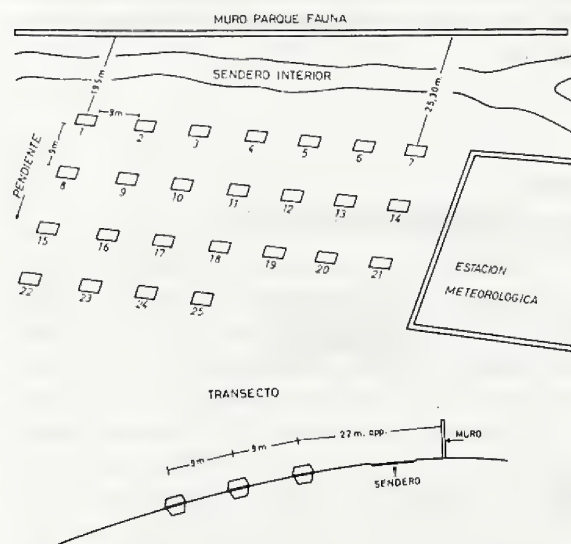 MURO PARQUE FAUNA
SENDERO INTERIOR
19,5m
25,30m
9m
9m
PENDIENTE
1 2 3 4 5 6 7
8 9 10 11 12 13 14
15 16 17 18 19 20 21
22 23 24 25
ESTACION
METEOROLOGICA
TRANSECTO
9m
9m
27 m. app.
MURO
SENDERO